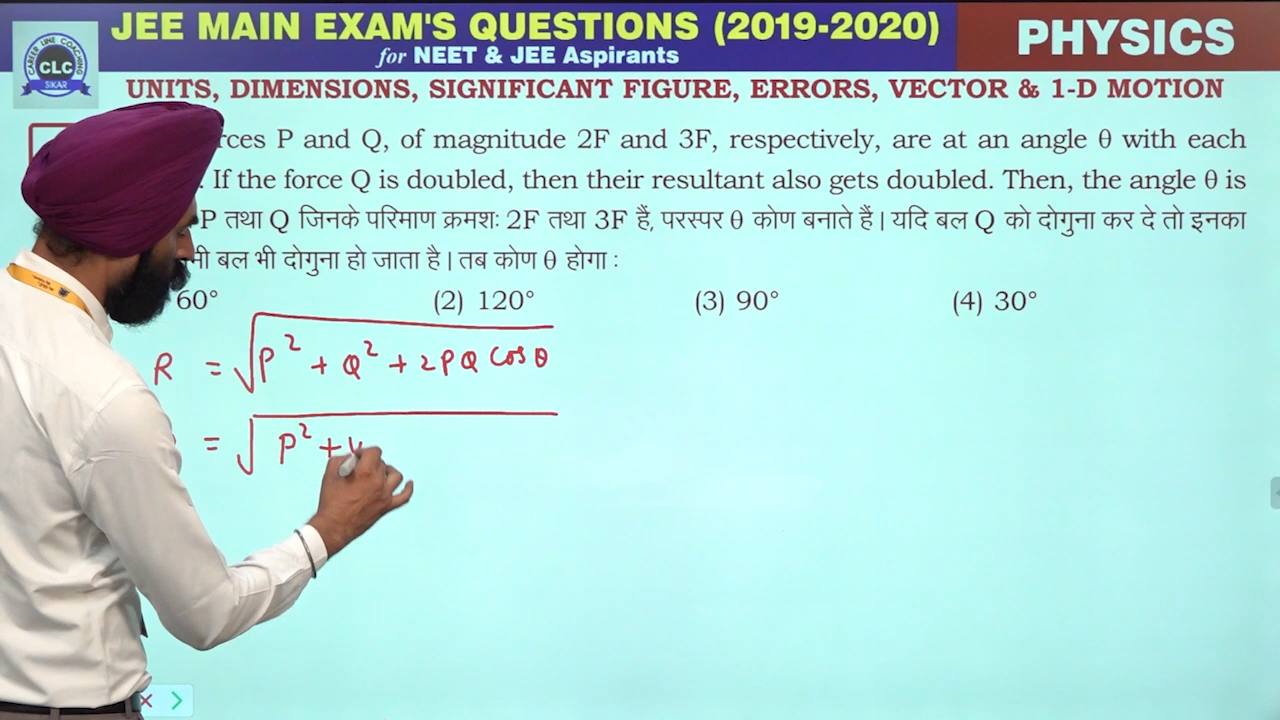 JEE MAIN EXAM'S QUESTIONS (2019-2020)
for NEET & JEE Aspirants
PHYSICS
CAREER LINE COACHING
CLC
SIKAR
UNITS, DIMENSIONS, SIGNIFICANT FIGURE, ERRORS, VECTOR & 1-D MOTION
P and Q, of magnitude 2F and 3F, respectively, are at an angle θ with each
If the force Q is doubled, then their resultant also gets doubled. Then, the angle θ is
P तथा Q जिनके परिमाण क्रमशः 2F तथा 3F हैं, परस्पर θ कोण बनाते हैं। यदि बल Q को दोगुना कर दे तो इनका
बल भी दोगुना हो जाता है। तब कोण θ होगा :
60° (2) 120° (3) 90° (4) 30°
R = √P² + Q² + 2PQ Cos θ
= √P² +